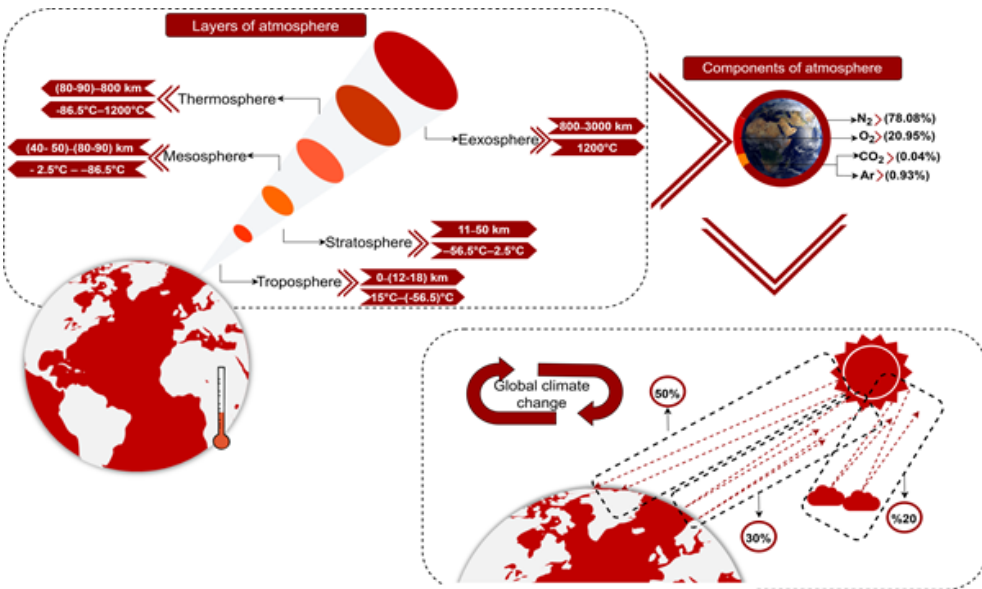 Layers of atmosphere
(80-90)–800 km
-86.5°C–1200°C
Thermosphere
(40- 50)–(80-90) km
- 2.5°C – –86.5°C
Mesosphere
Eexosphere
800–3000 km
1200°C
Stratosphere
11–50 km
–56.5°C–2.5°C
Troposphere
0–(12-18) km
15°C–(-56.5)°C
Components of atmosphere
N₂ (78.08%)
O₂ (20.95%)
CO₂ (0.04%)
Ar (0.93%)
Global climate
change
50%
30%
%20